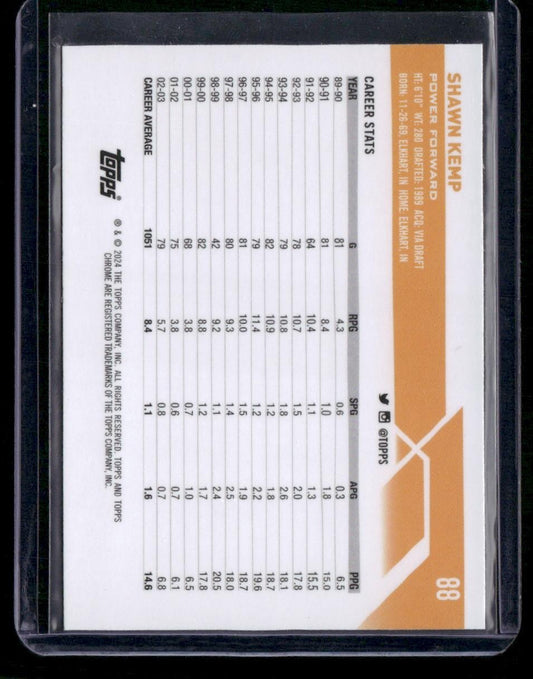 SHAWN KEMP
88
POWER FORWARD
HT: 6'10" WT: 280 DRAFTED: 1989 ACQ: VIA DRAFT
BORN: 11-26-69, ELKHART, IN HOME: ELKHART, IN
@TOPPS
CAREER STATS
YEAR G RPG SPG APG PPG
89-90 81 4.3 0.6 0.3 6.5
90-91 81 8.4 1.0 1.8 15.0
91-92 64 10.4 1.1 1.3 15.5
92-93 78 10.7 1.5 2.0 17.8
93-94 79 10.8 1.8 2.6 18.1
94-95 82 10.9 1.2 1.8 18.7
95-96 79 11.4 1.2 2.2 19.6
96-97 81 10.0 1.5 1.9 18.7
97-98 80 9.3 1.4 2.5 18.0
98-99 42 9.2 1.1 2.4 20.5
99-00 82 8.8 1.2 1.7 17.8
00-01 68 3.8 0.7 1.0 6.5
01-02 75 3.8 0.6 0.7 6.1
02-03 79 5.7 0.8 0.7 6.8
CAREER AVERAGE 1051 8.4 1.1 1.6 14.6
topps®
® & © 2024 THE TOPPS COMPANY, INC. ALL RIGHTS RESERVED. TOPPS AND TOPPS
CHROME ARE REGISTERED TRADEMARKS OF THE TOPPS COMPANY, INC.